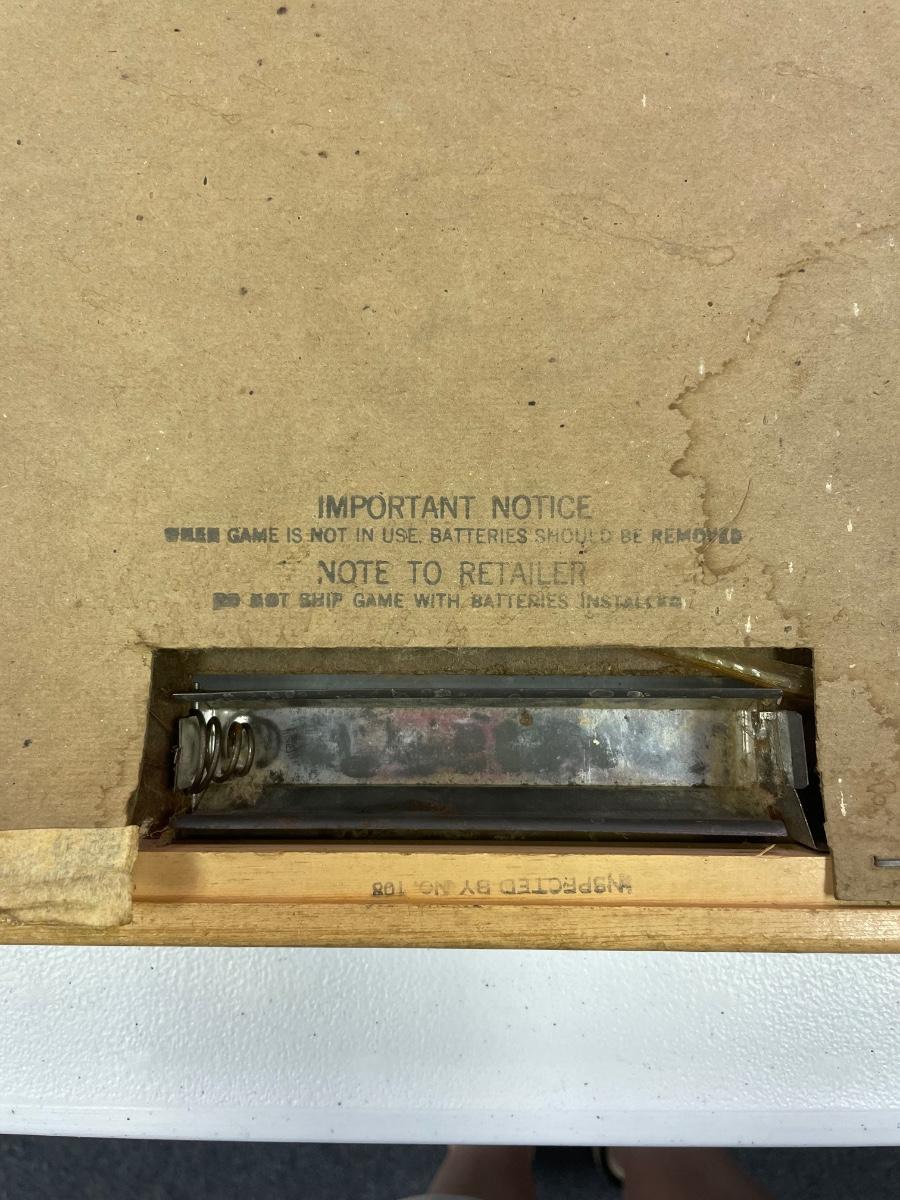 IMPORTANT NOTICE
WHEN GAME IS NOT IN USE, BATTERIES SHOULD BE REMOVED
NOTE TO RETAILER
DO NOT SHIP GAME WITH BATTERIES INSTALLED
INSPECTED BY NO. 108